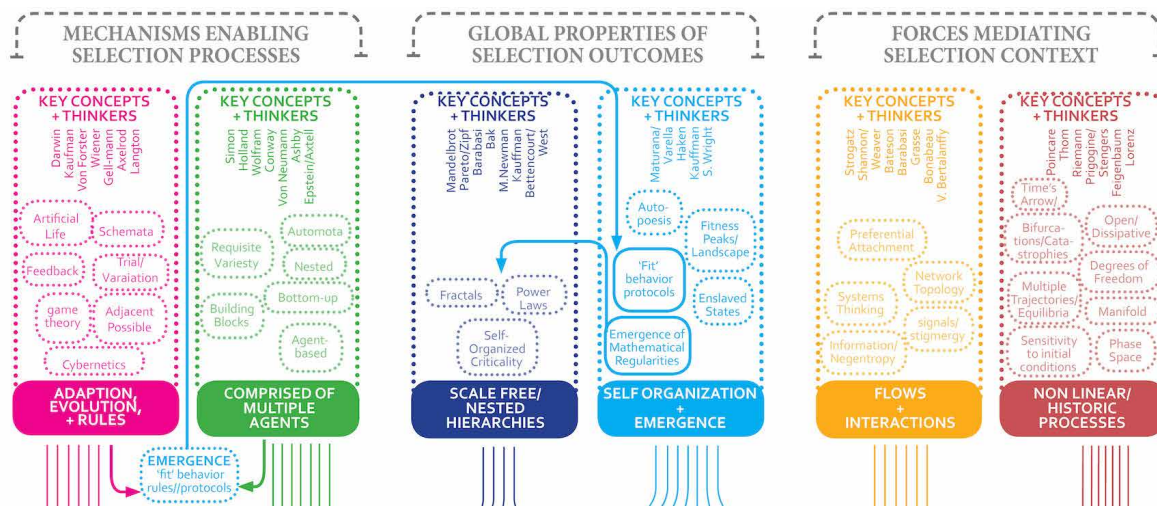 MECHANISMS ENABLING
SELECTION PROCESSES
GLOBAL PROPERTIES OF
SELECTION OUTCOMES
FORCES MEDIATING
SELECTION CONTEXT
KEY CONCEPTS
+ THINKERS
Darwin
Kaufman
Von Forster
Wiener
Gell-mann
Axelrod
Langton
Artificial
Life
Schemata
Feedback
Trial/
Varaiation
game
theory
Adjacent
Possible
Cybernetics
ADAPTION,
EVOLUTION,
+ RULES
KEY CONCEPTS
+ THINKERS
Simon
Holland
Wolfram
Conway
Von Neumann
Ashby
Epstein/Axtell
Automota
Requisite
Variesty
Nested
Bottom-up
Building
Blocks
Agent-
based
COMPRISED OF
MULTIPLE
AGENTS
EMERGENCE
'fit' behavior
rules//protocols
KEY CONCEPTS
+ THINKERS
Mandelbrot
Pareto/Zipf
Barabasi
Bak
M.Newman
Kauffman
Bettencourt/
West
Fractals
Power
Laws
Self-
Organized
Criticality
SCALE FREE/
NESTED
HIERARCHIES
KEY CONCEPTS
+ THINKERS
Maturana/
Varella
Haken
Kauffman
S. Wright
Auto-
poesis
Fitness
Peaks/
Landscape
'Fit'
behavior
protocols
Enslaved
States
Emergence of
Mathematical
Regularities
SELF ORGANIZATION
+
EMERGENCE
KEY CONCEPTS
+ THINKERS
Strogatz
Shannon/
Weaver
Bateson
Barabasi
Grasse
Bonabeau
V. Bertalanffy
Preferential
Attachment
Network
Topology
Systems
Thinking
signals/
stigmergy
Information/
Negentropy
FLOWS
+
INTERACTIONS
KEY CONCEPTS
+ THINKERS
Poincare
Thom
Riemann
Prigogine/
Stengers
Feigenbaum
Lorenz
Time's
Arrow/
Open/
Dissipative
Bifurca-
tions/Cata-
strophies
Degrees of
Freedom
Multiple
Trajectories/
Equilibria
Manifold
Sensitivity
to initial
conditions
Phase
Space
NON LINEAR/
HISTORIC
PROCESSES